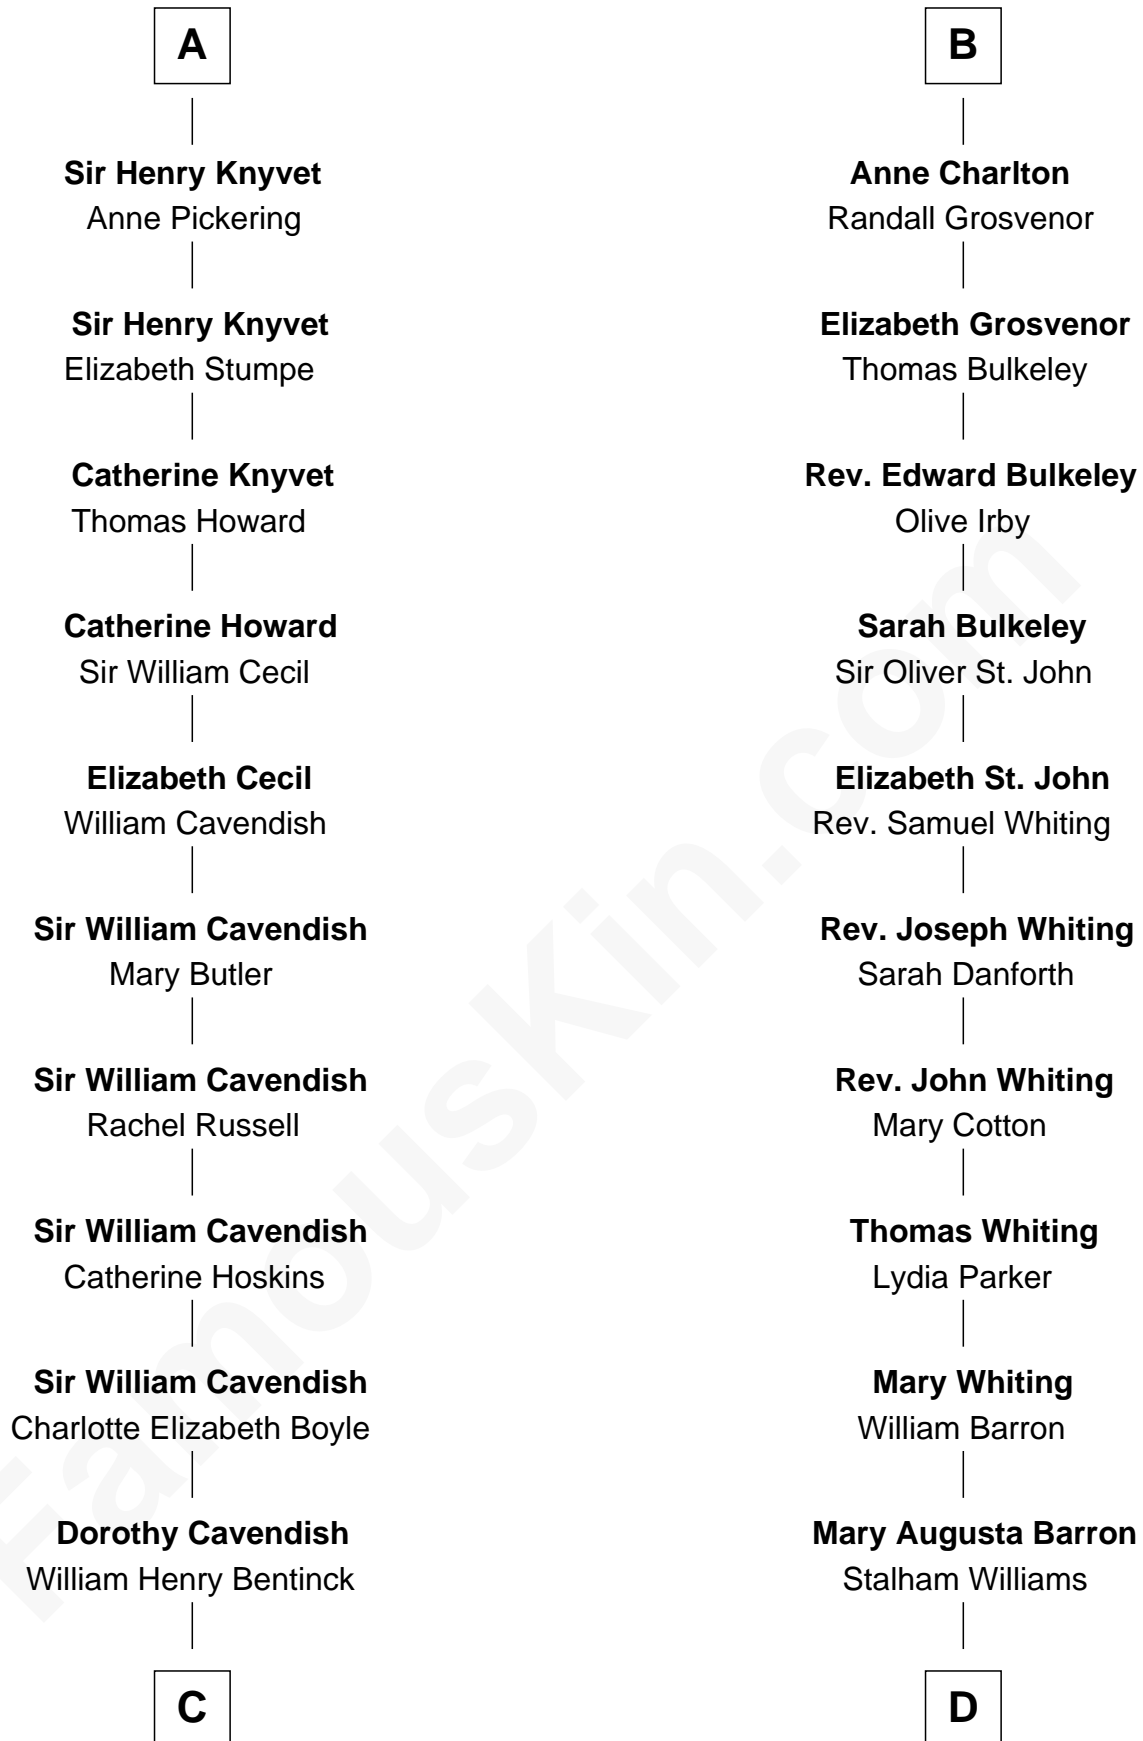 A
Sir Henry Knyvet
Anne Pickering
Sir Henry Knyvet
Elizabeth Stumpe
Catherine Knyvet
Thomas Howard
Catherine Howard
Sir William Cecil
Elizabeth Cecil
William Cavendish
Sir William Cavendish
Mary Butler
Sir William Cavendish
Rachel Russell
Sir William Cavendish
Catherine Hoskins
Sir William Cavendish
Charlotte Elizabeth Boyle
Dorothy Cavendish
William Henry Bentinck
C
B
Anne Charlton
Randall Grosvenor
Elizabeth Grosvenor
Thomas Bulkeley
Rev. Edward Bulkeley
Olive Irby
Sarah Bulkeley
Sir Oliver St. John
Elizabeth St. John
Rev. Samuel Whiting
Rev. Joseph Whiting
Sarah Danforth
Rev. John Whiting
Mary Cotton
Thomas Whiting
Lydia Parker
Mary Whiting
William Barron
Mary Augusta Barron
Stalham Williams
D
FamousKin.com